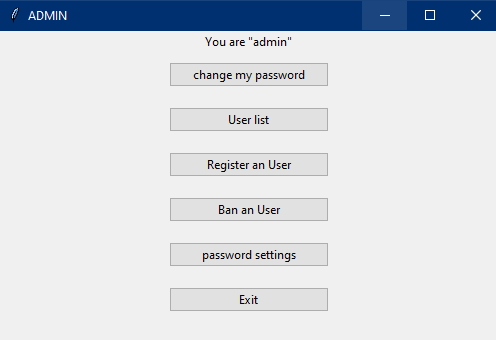 ADMIN
You are "admin"
change my password
User list
Register an User
Ban an User
password settings
Exit